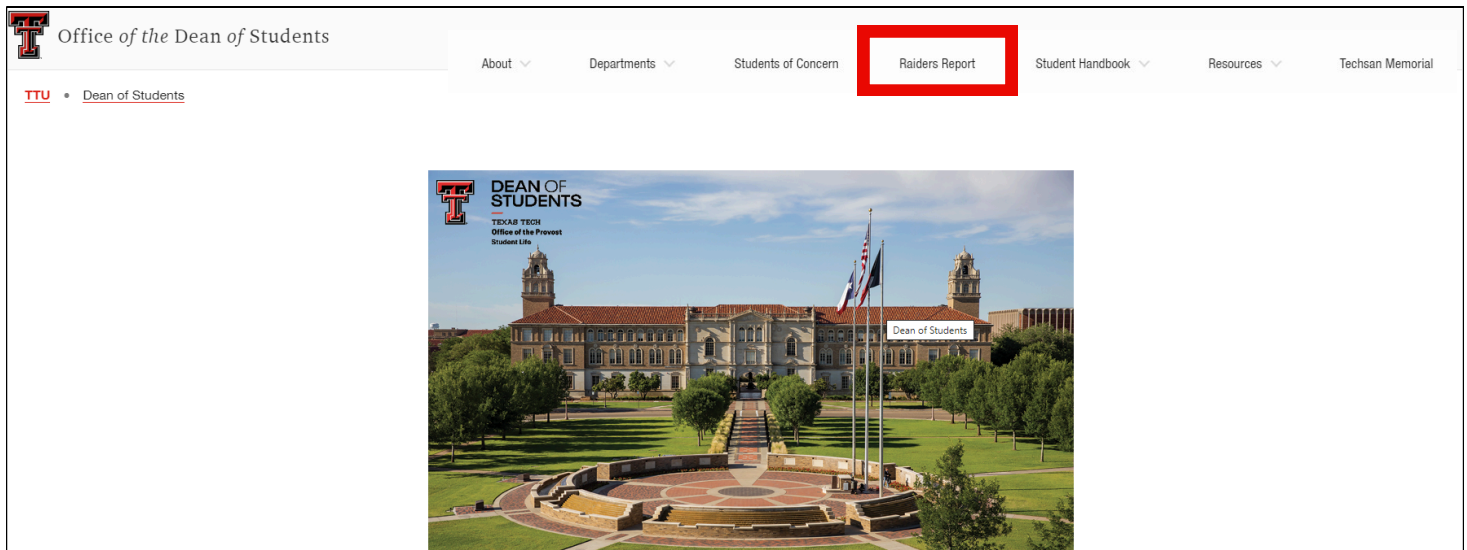 Office of the Dean of Students
About
Departments
Students of Concern
Raiders Report
Student Handbook
Resources
Techsan Memorial
TTU • Dean of Students
DEAN OF
STUDENTS
TEXAS TECH
Office of the Provost
Student Life
Dean of Students